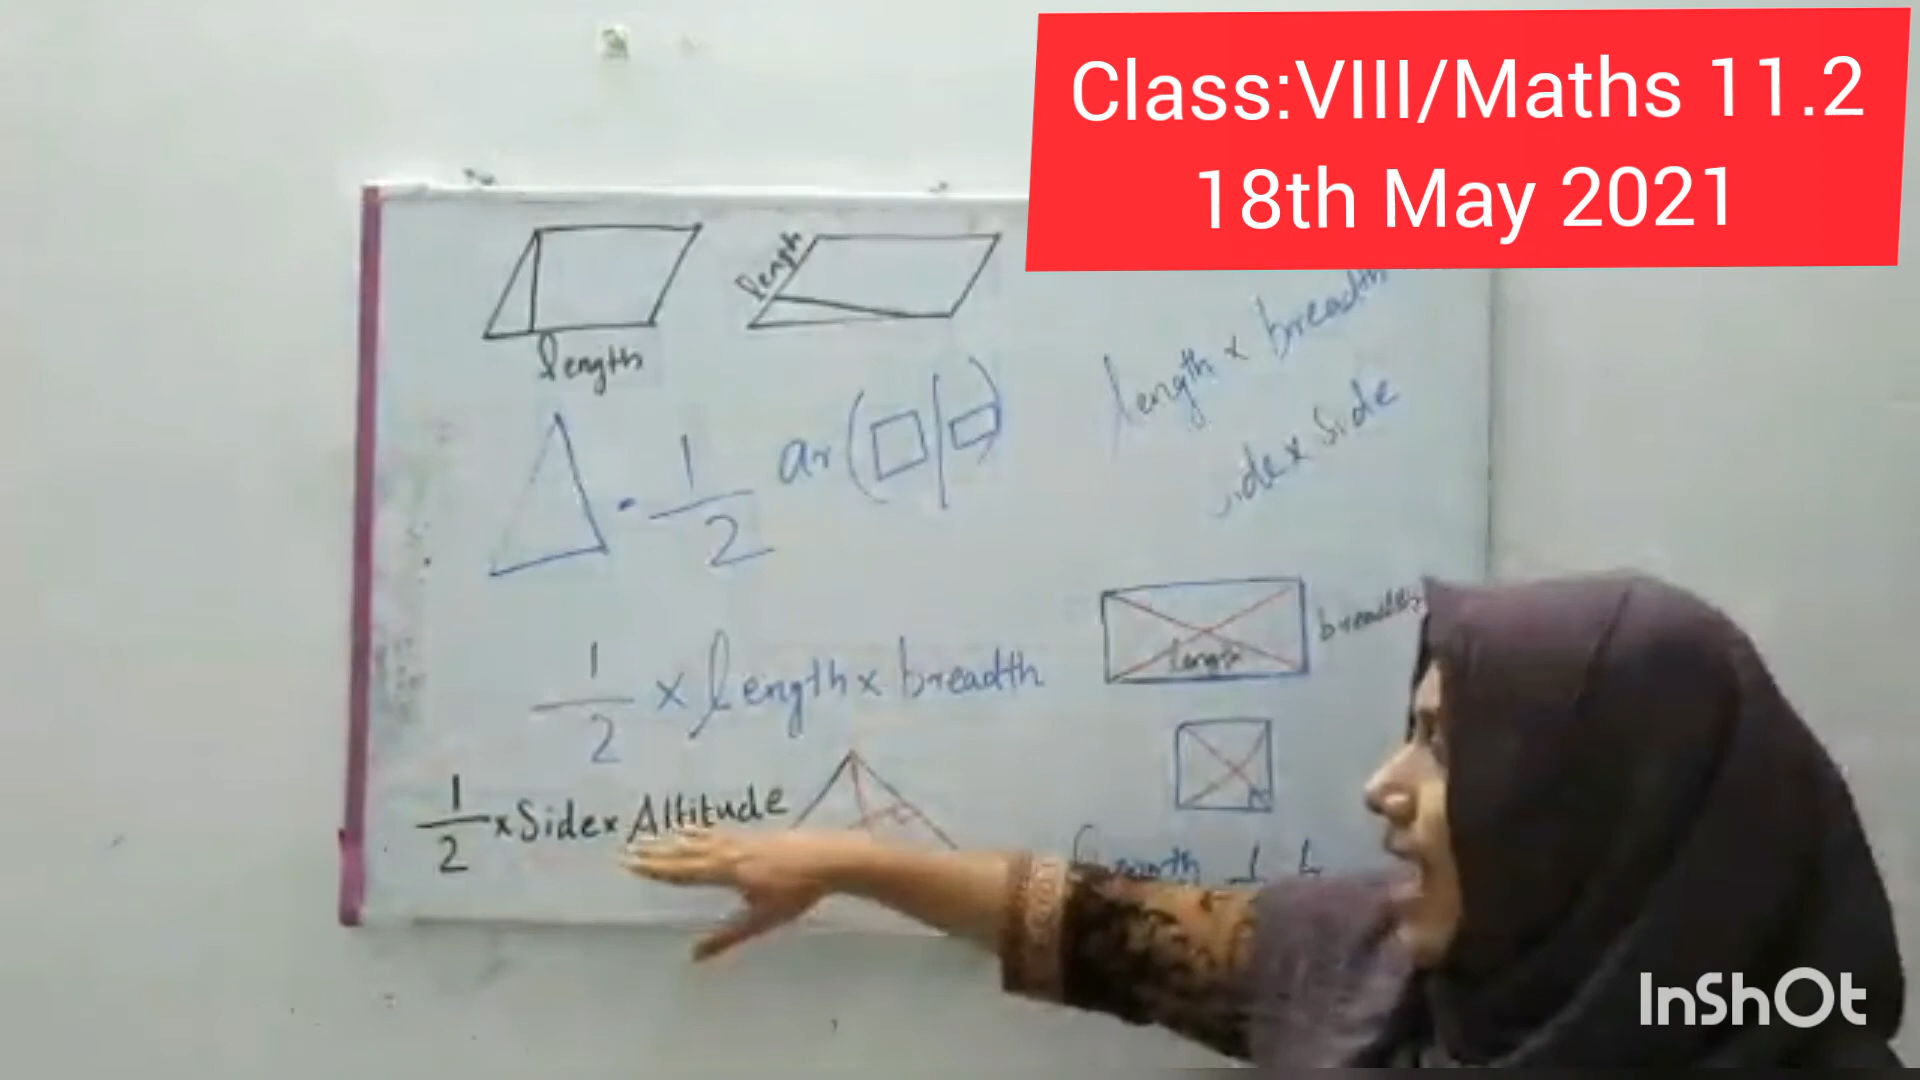 Class:VIII/Maths 11.2
18th May 2021
length
length
length x breadth
side x Side
1/2 ar(□/▱)
1/2 x length x breadth
length
1/2 x Side x Altitude
InShOt